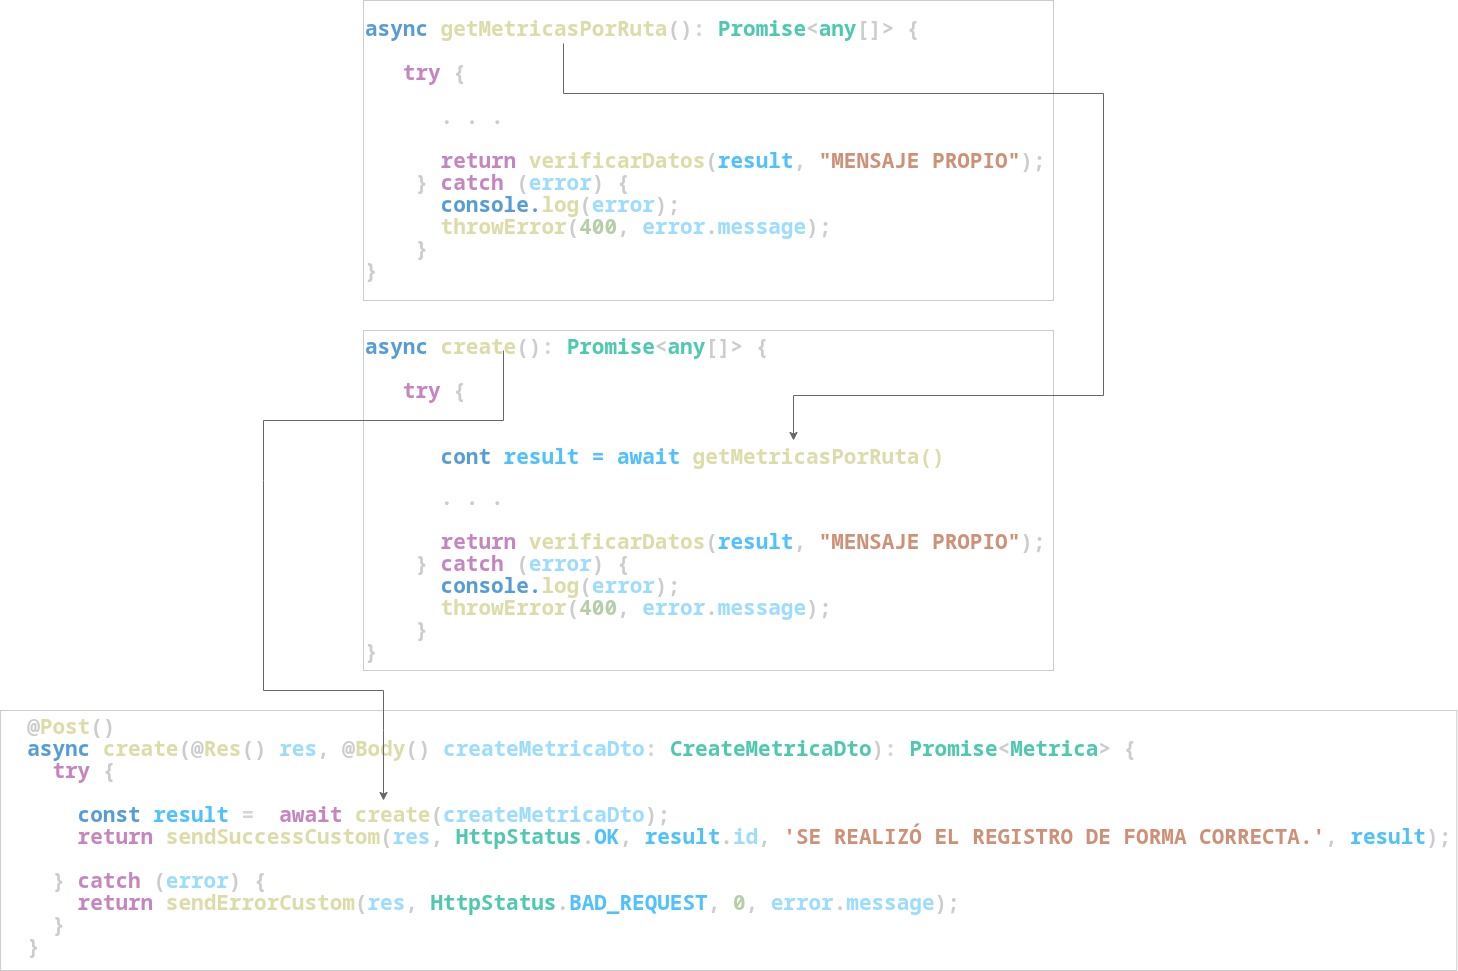 async getMetricasPorRuta(): Promise<any[]> {
try {
. . .
return verificarDatos(result, "MENSAJE PROPIO");
} catch (error) {
console.log(error);
throwError(400, error.message);
}
}
async create(): Promise<any[]> {
try {
cont result = await getMetricasPorRuta()
. . .
return verificarDatos(result, "MENSAJE PROPIO");
} catch (error) {
console.log(error);
throwError(400, error.message);
}
}
@Post()
async create(@Res() res, @Body() createMetricaDto: CreateMetricaDto): Promise<Metrica> {
try {
const result =  await create(createMetricaDto);
return sendSuccessCustom(res, HttpStatus.OK, result.id, 'SE REALIZÓ EL REGISTRO DE FORMA CORRECTA.', result);
} catch (error) {
return sendErrorCustom(res, HttpStatus.BAD_REQUEST, 0, error.message);
}
}